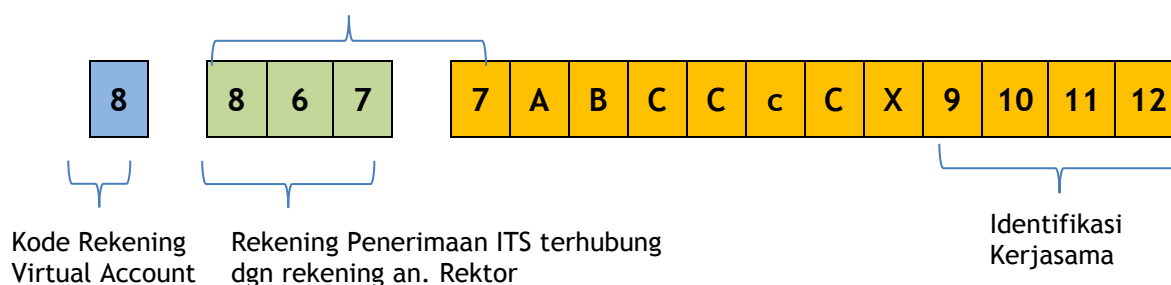 8 8 6 7 7 A B C C c C X 9 10 11 12
Kode Rekening
Virtual Account
Rekening Penerimaan ITS terhubung
dgn rekening an. Rektor
Identifikasi
Kerjasama